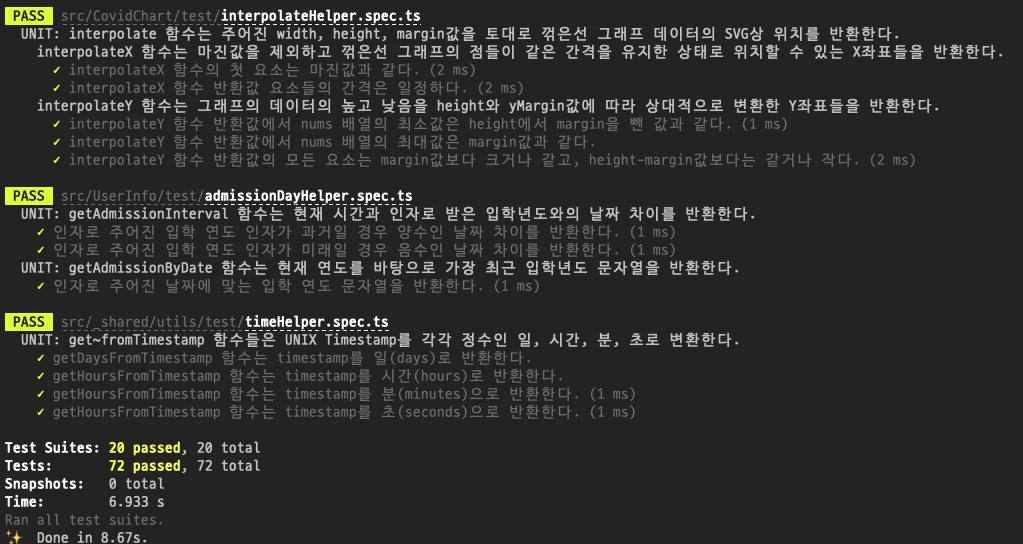 PASS src/CovidChart/test/interpolateHelper.spec.ts
UNIT: interpolate 함수는 주어진 width, height, margin값을 토대로 꺾은선 그래프 데이터의 SVG상 위치를 반환한다.
interpolateX 함수은 마진값을 제외하고 꺾은선 그래프의 점들이 같은 간격을 유지한 상태로 위치할 수 있는 X좌표들을 반환한다.
✓ interpolateX 함수의 첫 요소는 마진값과 같다. (2 ms)
✓ interpolateX 함수 반환값 요소들의 간격은 일정하다. (2 ms)
interpolateY 함수은 그래프의 데이터의 높고 낮음을 height와 yMargin값에 따라 상대적으로 변환한 Y좌표들을 반환한다.
✓ interpolateY 함수 반환값에서 nums 배열의 최소값은 height에서 margin을 뺀 값과 같다. (1 ms)
✓ interpolateY 함수 반환값에서 nums 배열의 최대값은 margin값과 같다.
✓ interpolateY 함수 반환값의 모든 요소는 margin값보다 크거나 같고, height-margin값보다는 같거나 작다. (2 ms)
PASS src/UserInfo/test/admissionDayHelper.spec.ts
UNIT: getAdmissionInterval 함수는 현재 시간과 인자로 받은 입학년도와의 날짜 차이를 반환한다.
✓ 인자로 주어진 입학 연도 인자가 과거일 경우 양수인 날짜 차이를 반환한다. (1 ms)
✓ 인자로 주어진 입학 연도 인자가 미래일 경우 음수인 날짜 차이를 반환한다. (1 ms)
UNIT: getAdmissionByDate 함수는 현재 연도를 바탕으로 가장 최근 입학년도 문자열을 반환한다.
✓ 인자로 주어진 날짜에 맞는 입학 연도 문자열을 반환한다. (1 ms)
PASS src/_shared/utils/test/timeHelper.spec.ts
UNIT: get~fromTimestamp 함수들은 UNIX Timestamp를 각각 정수인 일, 시간, 분, 초로 변환한다.
✓ getDaysFromTimestamp 함수는 timestamp를 일(days)로 반환한다.
✓ getHoursFromTimestamp 함수는 timestamp를 시간(hours)로 반환한다.
✓ getHoursFromTimestamp 함수는 timestamp를 분(minutes)으로 반환한다. (1 ms)
✓ getHoursFromTimestamp 함수는 timestamp를 초(seconds)으로 반환한다. (1 ms)
Test Suites: 20 passed, 20 total
Tests: 72 passed, 72 total
Snapshots: 0 total
Time: 6.933 s
Ran all test suites.
✨ Done in 8.67s.